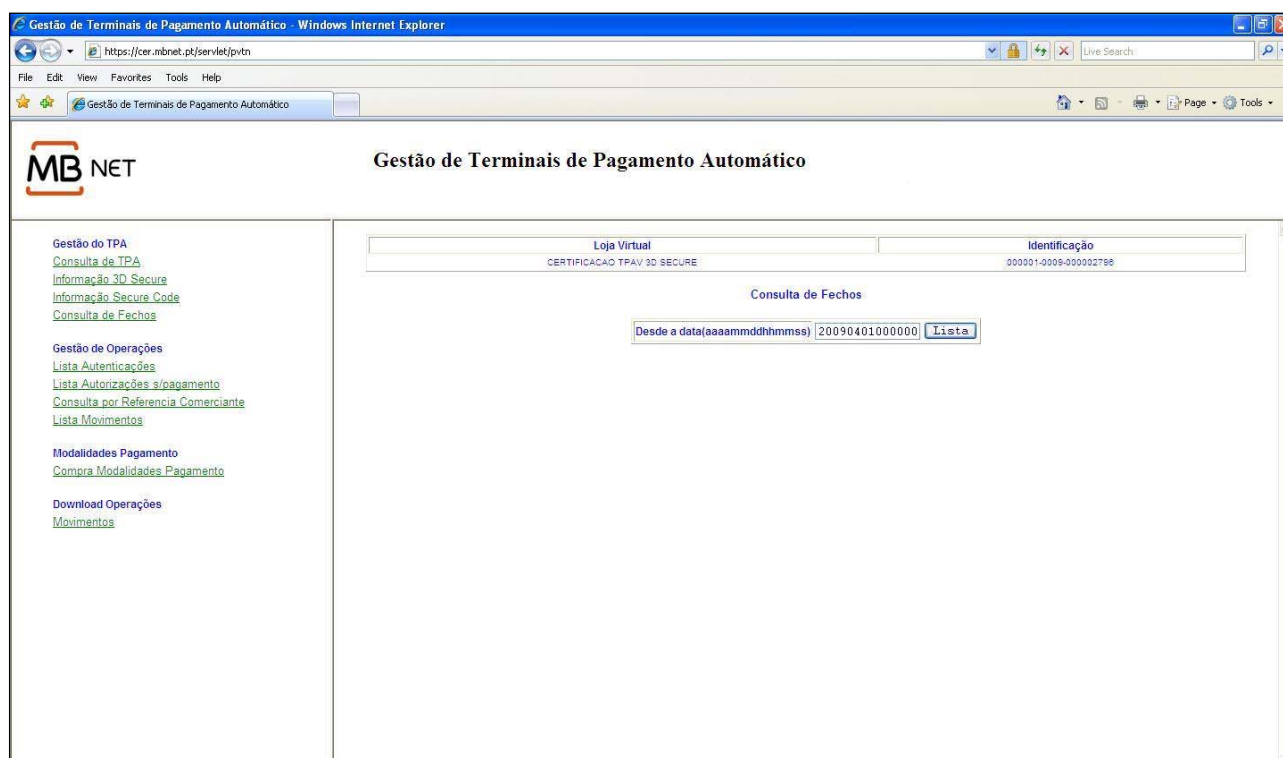 Gestão de Terminais de Pagamento Automático - Windows Internet Explorer
https://cer.mbnet.pt/servlet/pvtn
Live Search
File Edit View Favorites Tools Help
Gestão de Terminais de Pagamento Automático
Page Tools
MB NET
Gestão de Terminais de Pagamento Automático
Gestão do TPA
Consulta de TPA
Informação 3D Secure
Informação Secure Code
Consulta de Fechos
Gestão de Operações
Lista Autenticações
Lista Autorizações s/pagamento
Consulta por Referencia Comerciante
Lista Movimentos
Modalidades Pagamento
Compra Modalidades Pagamento
Download Operações
Movimentos
Loja Virtual Identificação
CERTIFICACAO TPAV 3D SECURE 000001-0009-000002796
Consulta de Fechos
Desde a data(aaaammddhhmmss) 20090401000000 Lista